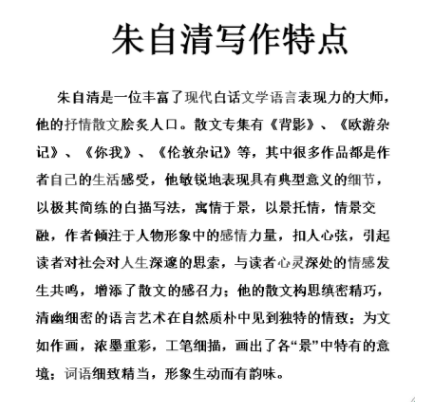 朱自清写作特点
朱自清是一位丰富了现代白话文学语言表现力的大师，
他的抒情散文脍炙人口。散文专集有《背影》、《欧游杂
记》、《你我》、《伦敦杂记》等，其中很多作品都是作
者自己的生活感受，他敏锐地表现具有典型意义的细节，
以极其简练的白描写法，寓情于景，以景托情，情景交
融，作者倾注于人物形象中的感情力量，扣人心弦，引起
读者对社会对人生深邃的思索，与读者心灵深处的情感发
生共鸣，增添了散文的感召力；他的散文构思缜密精巧，
清幽细密的语言艺术在自然质朴中见到独特的情致；为文
如作画，浓墨重彩，工笔细描，画出了各“景”中特有的意
境；词语细致精当，形象生动而有韵味。